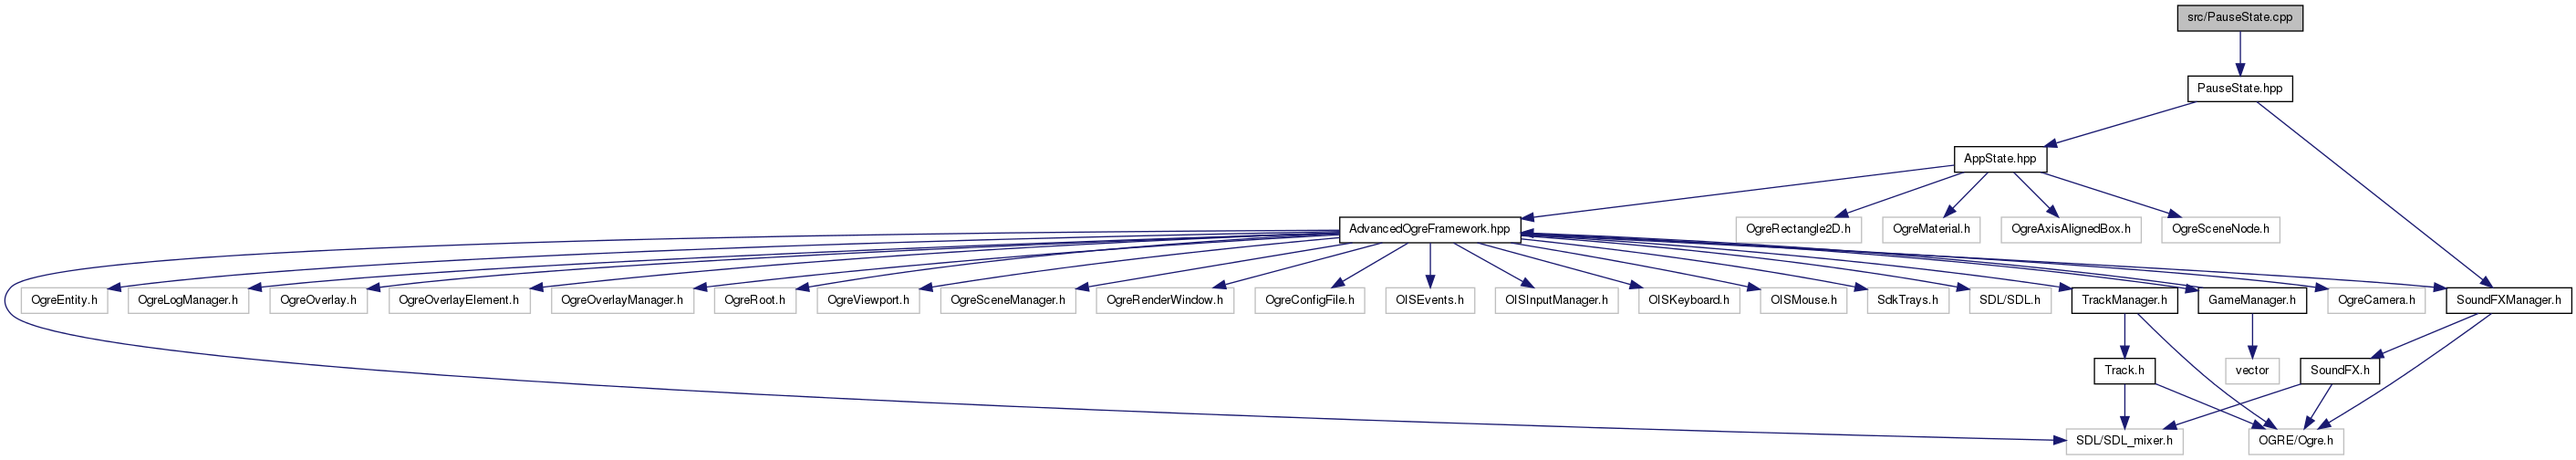 src/PauseState.cpp
PauseState.hpp
AppState.hpp
AdvancedOgreFramework.hpp
OgreRectangle2D.h
OgreMaterial.h
OgreAxisAlignedBox.h
OgreSceneNode.h
OgreEntity.h
OgreLogManager.h
OgreOverlay.h
OgreOverlayElement.h
OgreOverlayManager.h
OgreRoot.h
OgreViewport.h
OgreSceneManager.h
OgreRenderWindow.h
OgreConfigFile.h
OISEvents.h
OISInputManager.h
OISKeyboard.h
OISMouse.h
SdkTrays.h
SDL/SDL.h
TrackManager.h
GameManager.h
OgreCamera.h
SoundFXManager.h
Track.h
vector
SoundFX.h
SDL/SDL_mixer.h
OGRE/Ogre.h